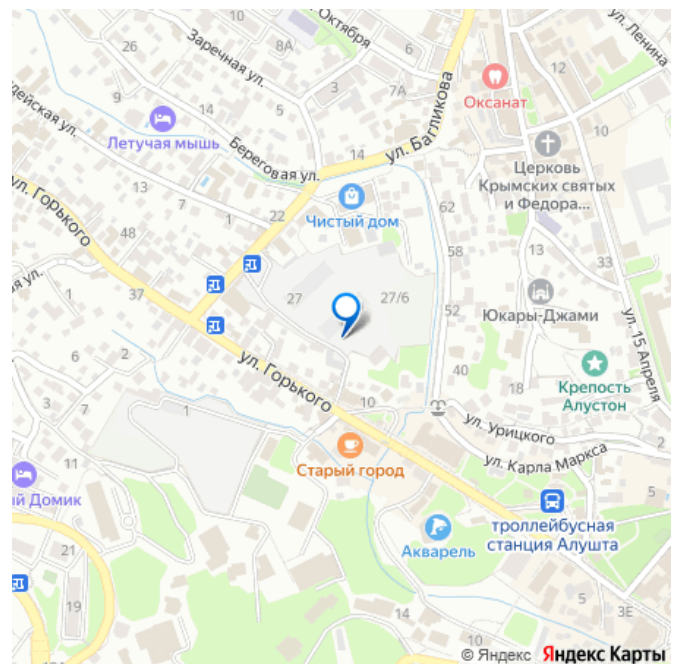 26
10
8А
Октября
6
12
ул. Ленина
Заречная ул.
9
14
5
3
7А
Оксанат
10
Летучая мышь
Береговая ул.
14
ул. Багликова
Церковь
Крымских святых
и Федора...
ул. Горького
13
7
1
22
Чистый дом
62
48
58
13
33
1
37
27
27/6
52
Юкары-Джами
ул. 15 Апреля
6
2
ул. Горького
40
18
Крепость
Алустон
3
7
1
10
ул. Урицкого
2
11
Старый город
ул. Карла Маркса
5
Домик
троллейбусная
станция Алушта
21
Акварель
19
14
5
3Е
10
© Яндекс Яндекс Карты